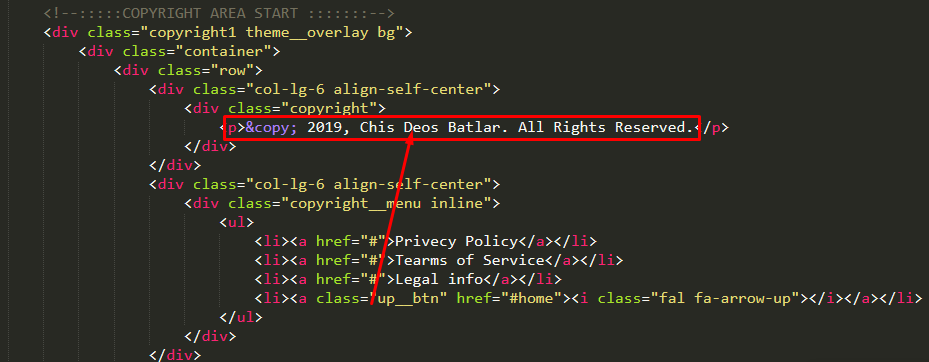 <!--:::::COPYRIGHT AREA START :::::::-->
<div class="copyright1 theme__overlay bg">
<div class="container">
<div class="row">
<div class="col-lg-6 align-self-center">
<div class="copyright">
<p>&copy; 2019, Chis Deos Batlar. All Rights Reserved.</p>
</div>
</div>
<div class="col-lg-6 align-self-center">
<div class="copyright__menu inline">
<ul>
<li><a href="#">Privecy Policy</a></li>
<li><a href="#">Tearms of Service</a></li>
<li><a href="#">Legal info</a></li>
<li><a class="up__btn" href="#home"><i class="fal fa-arrow-up"></i></a></li>
</ul>
</div>
</div>